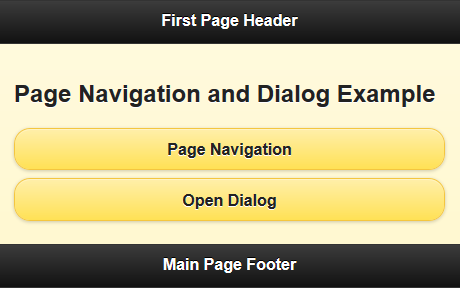 First Page Header
Page Navigation and Dialog Example
Page Navigation
Open Dialog
Main Page Footer